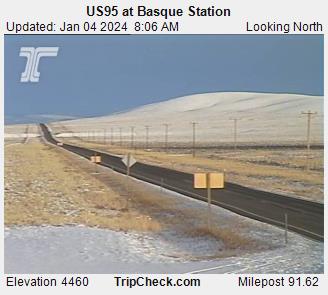 US95 at Basque Station
Updated: Jan 04 2024 8:06 AM Looking North
Elevation 4460 TripCheck.com Milepost 91.62